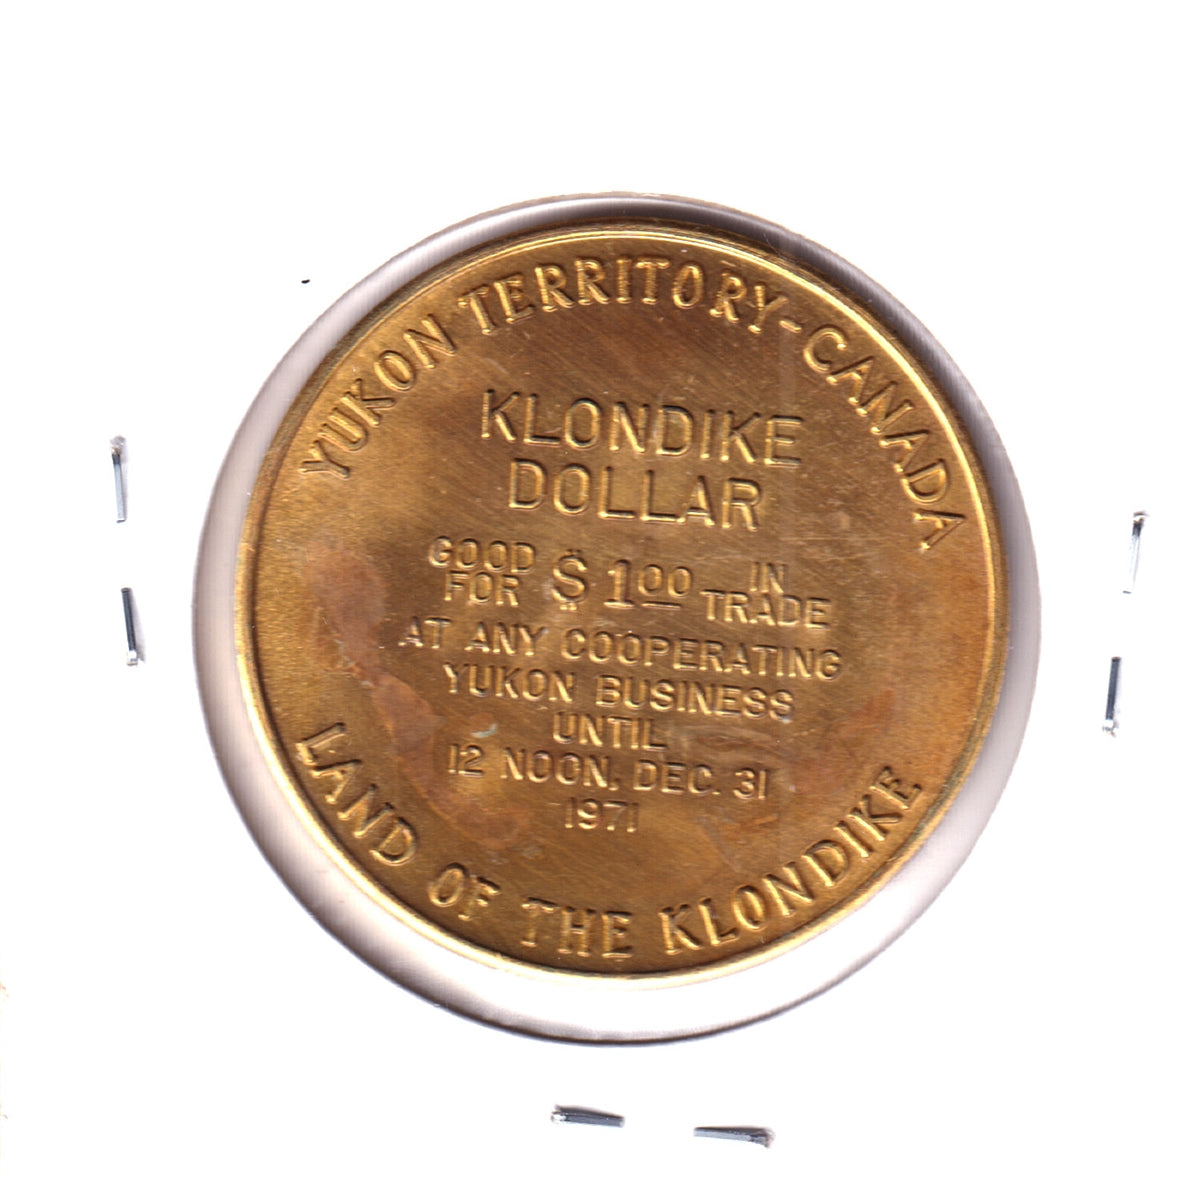 YUKON TERRITORY-CANADA
KLONDIKE
DOLLAR
GOOD FOR $1.00 IN TRADE
AT ANY COOPERATING
YUKON BUSINESS
UNTIL
12 NOON, DEC. 31
1971
LAND OF THE KLONDIKE